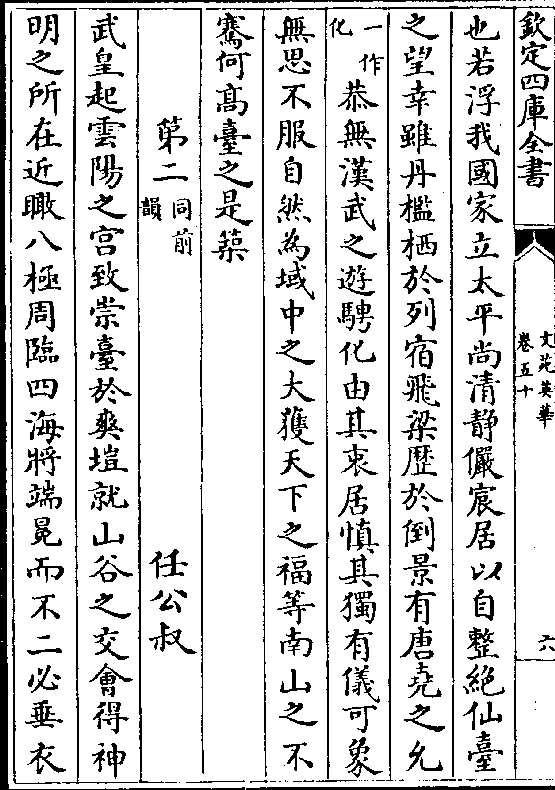 欽定四庫全書
文苑英華
卷五十
六
也若浮我國家立太平尚清靜儼宸居以自整絕仙臺
之望幸雖丹檻栖於列宿飛梁歷於倒景有唐堯之允
一作化恭無漢武之遊騁化由其衷居慎其獨有儀可象
無思不服自然為域中之大獲天下之福等南山之不
騫何髙臺之是築
第二同前韻
任公叔
武皇起雲陽之宮致崇臺於爽塏就山谷之交會得神
明之所在近瞰八極周臨四海將端冕而不二必垂衣